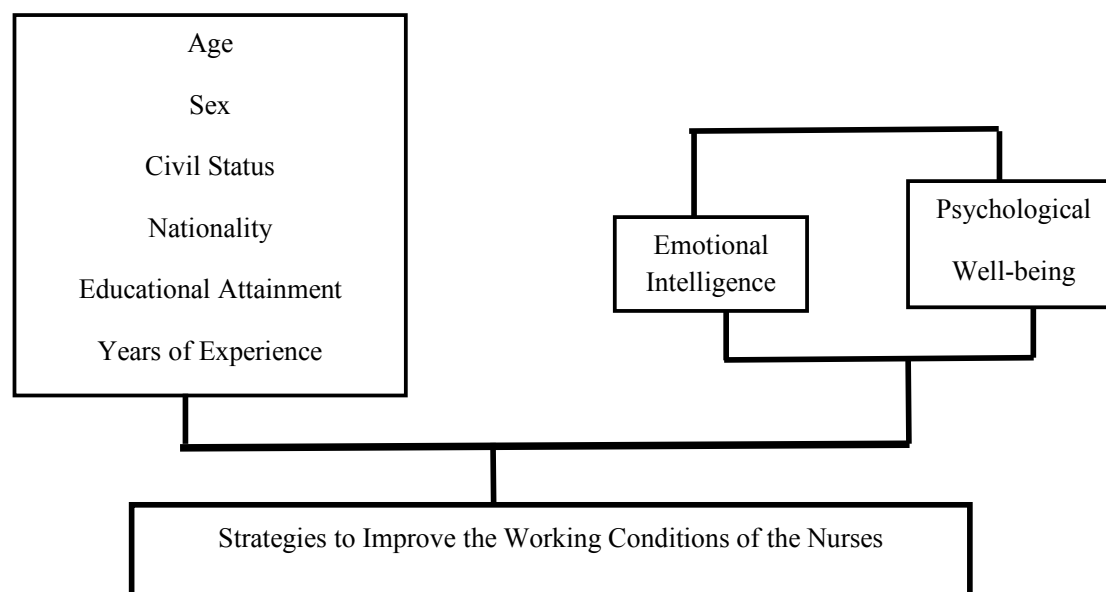 Age
Sex
Civil Status
Nationality
Educational Attainment
Years of Experience
Emotional
Intelligence
Psychological
Well-being
Strategies to Improve the Working Conditions of the Nurses